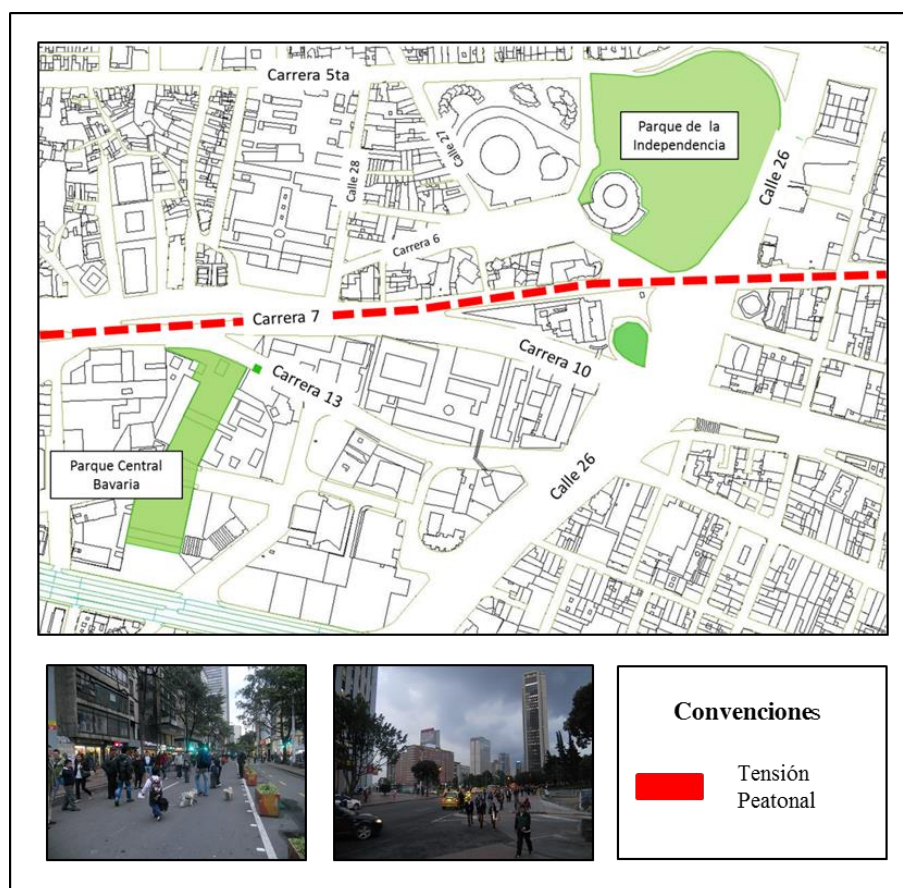 Carrera 5ta
Parque de la
Independencia
Calle 27
Calle 28
Calle 26
Carrera 6
Carrera 7
Carrera 10
Carrera 13
Parque Central
Bavaria
Calle 26
Convenciones
Tensión
Peatonal